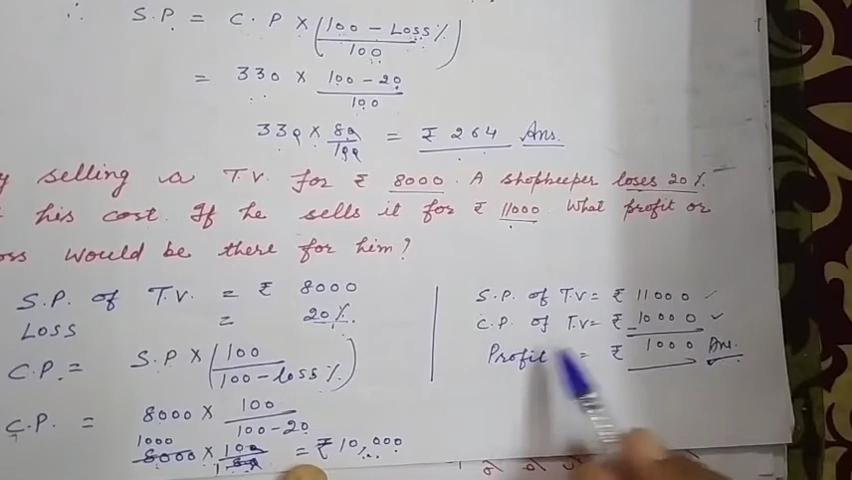 ∴ S.P. = C.P × (100 - Loss% / 100)
= 330 × 100 - 20 / 100
330 × 80 / 100 = ₹ 264 Ans.
selling a T.V. for ₹ 8000. A shopkeeper loses 20%.
his cost. If he sells it for ₹ 11000. What profit or
would be there for him?
S.P. of T.V. = ₹ 8000
LOSS = 20%.
C.P. = S.P × (100 / 100 - loss%)
C.P. = 8000 × 100 / 100 - 20
1000
8000 × 100 = ₹ 10,000
S.P. of T.V = ₹ 11000 ✓
C.P. of T.V = ₹ 10000 ✓
Profit = ₹ 1000 Ans.